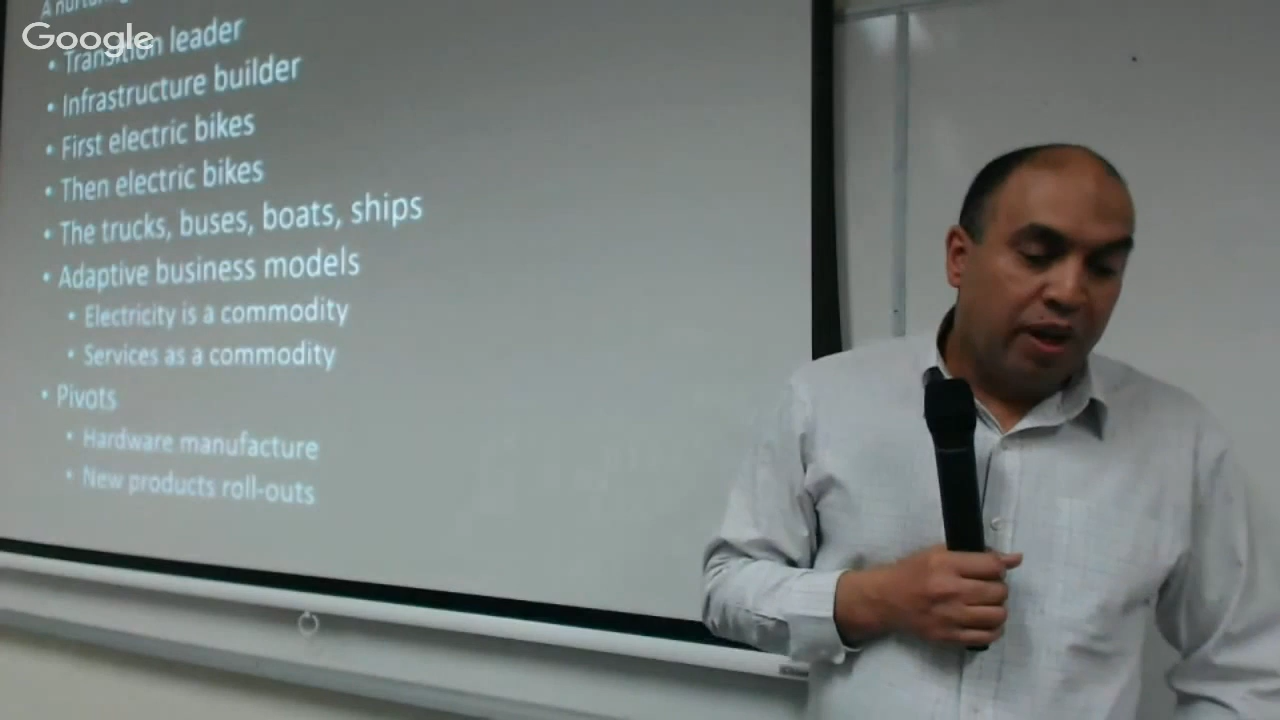 A
Google
• Transition leader
• Infrastructure builder
• First electric bikes
• Then electric bikes
• The trucks, buses, boats, ships
• Adaptive business models
• Electricity is a commodity
• Services as a commodity
• Pivots
• Hardware manufacture
• New products roll-outs